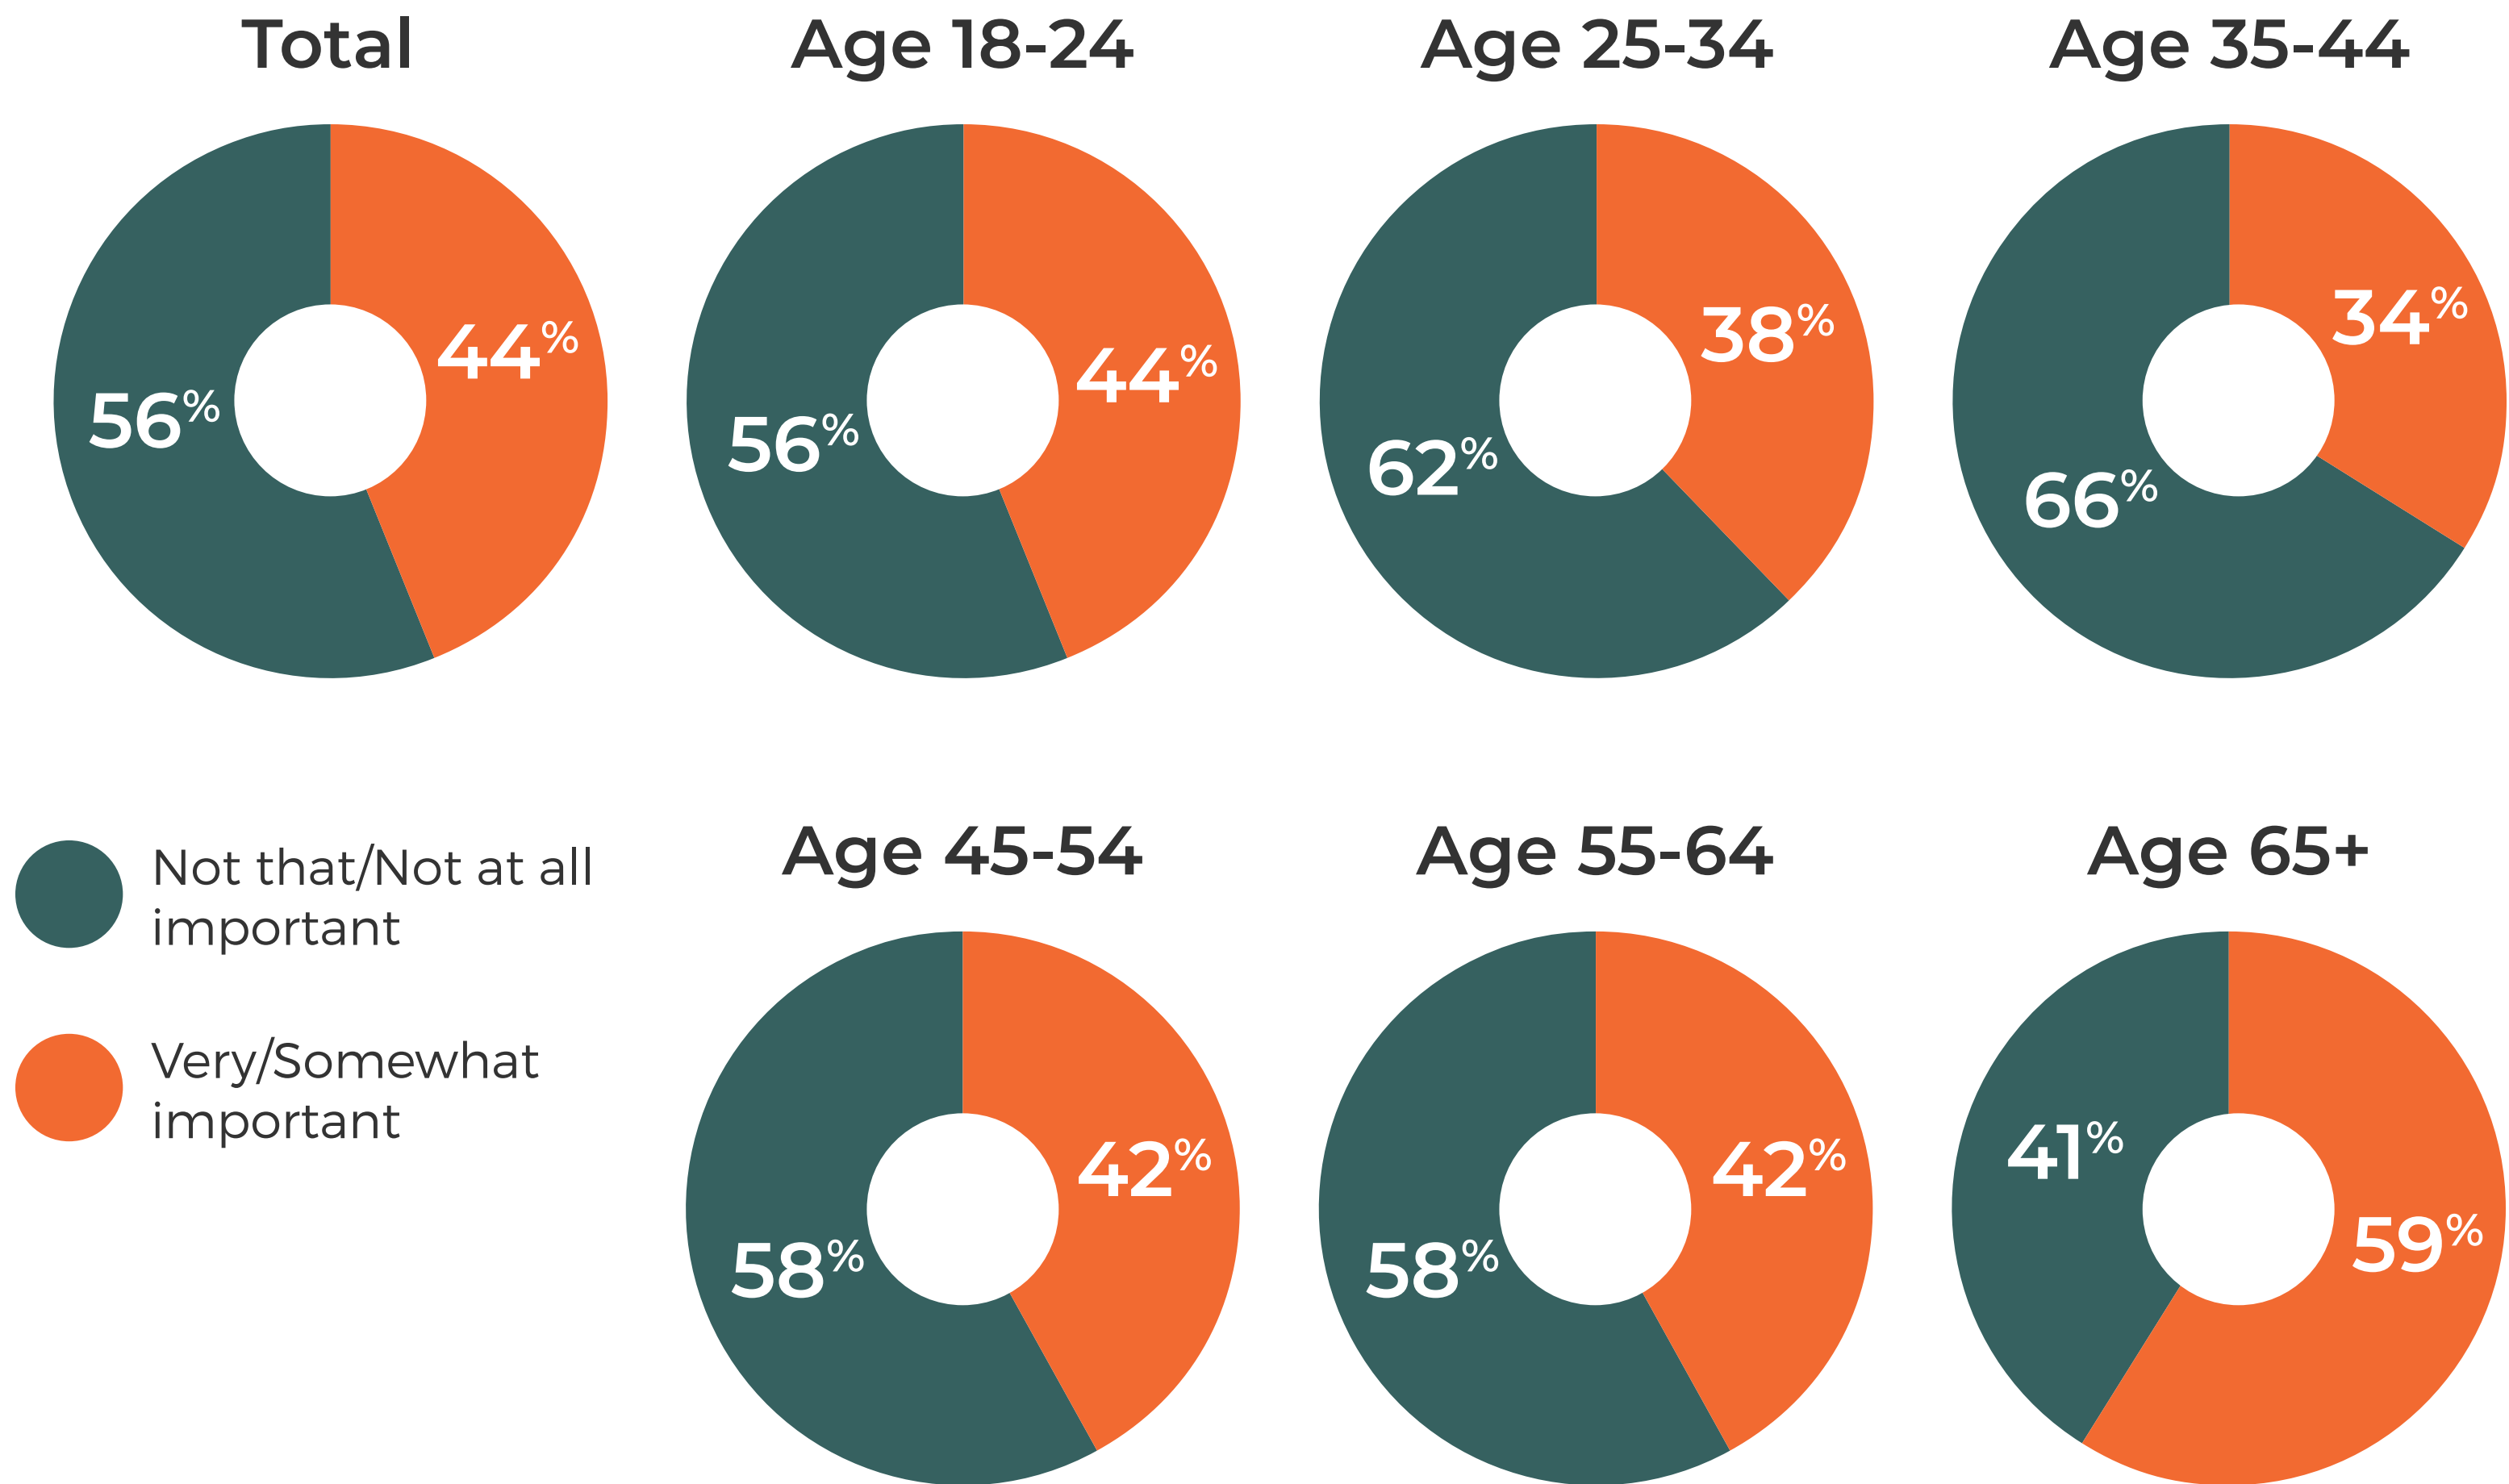 Total
44%
56%
Age 18-24
44%
56%
Age 25-34
38%
62%
Age 35-44
34%
66%
Not that/Not at all
important
Very/Somewhat
important
Age 45-54
42%
58%
Age 55-64
42%
58%
Age 65+
41%
59%